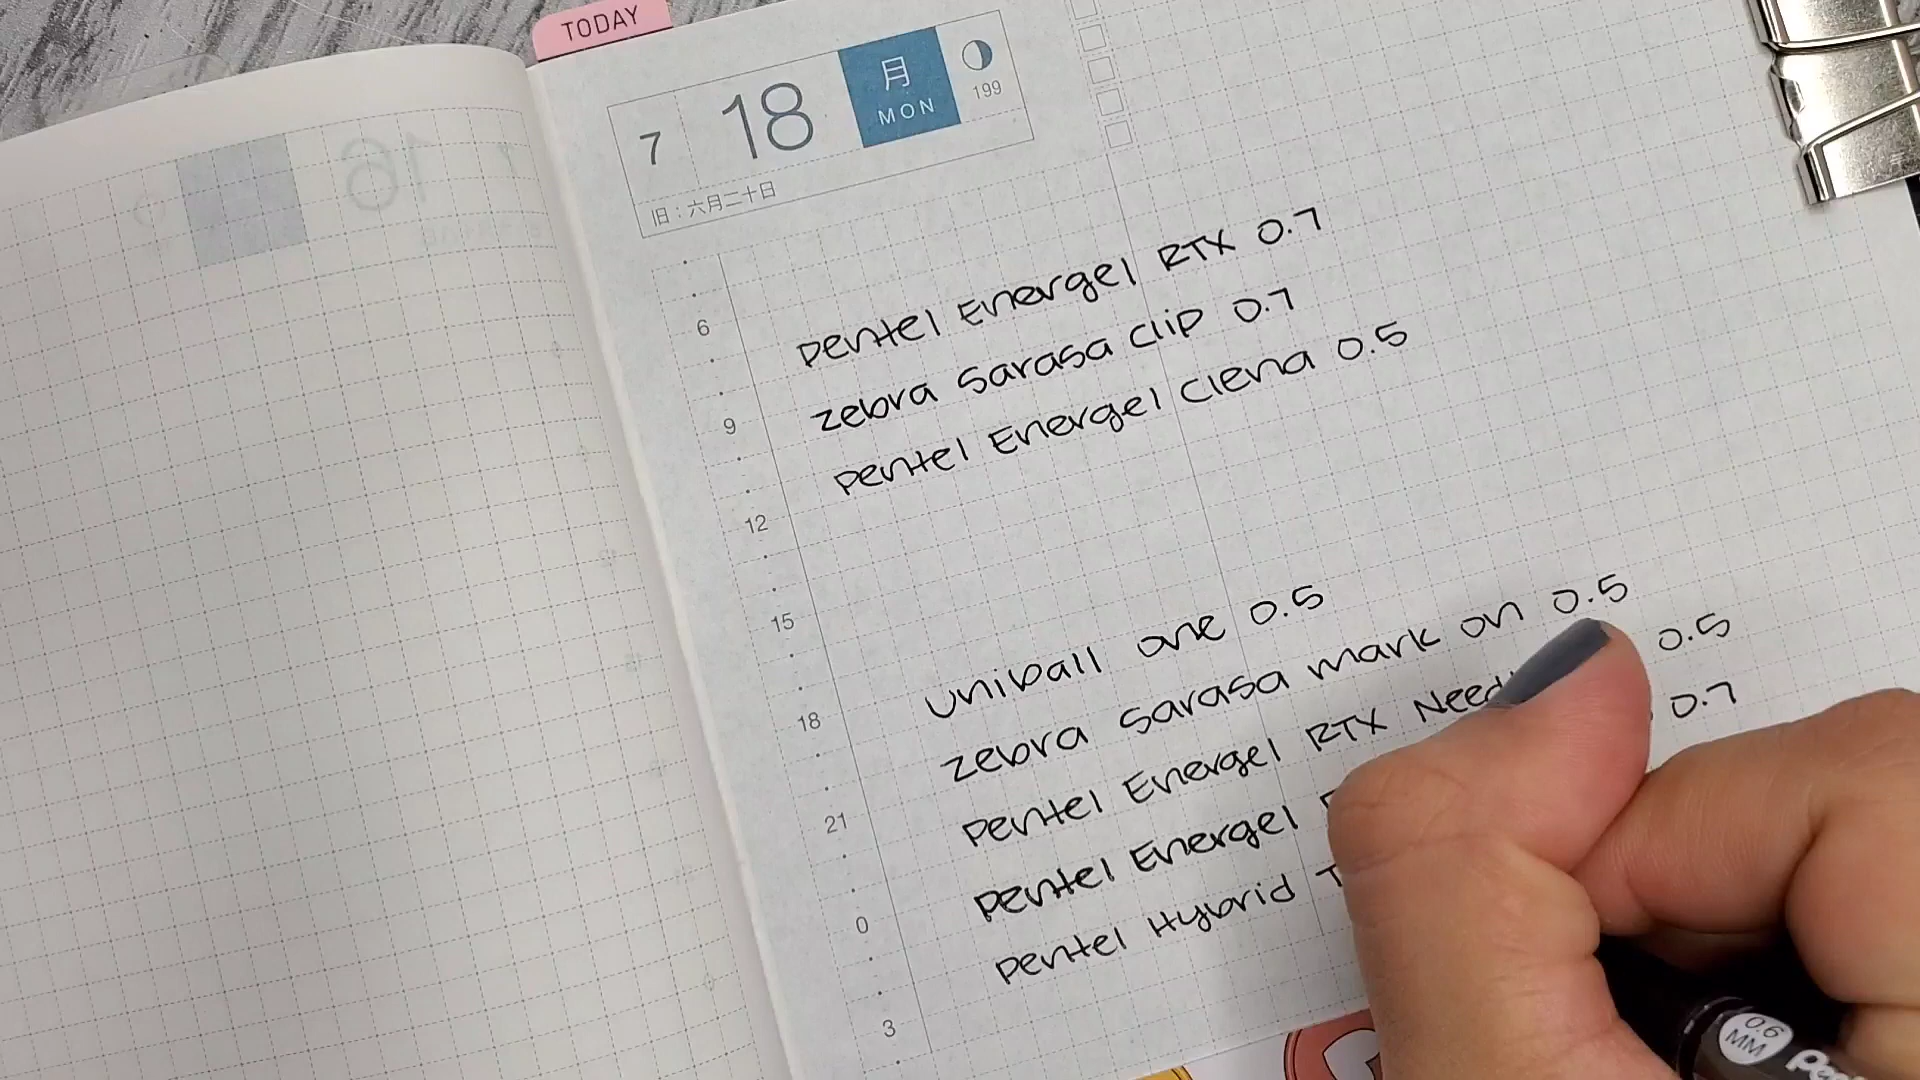 TODAY
7 18 月 MON 199
旧：六月二十日
6
Pentel Energel RTX 0.7
zebra Sarasa Clip 0.7
9
Pentel Energel Clena 0.5
12
15
uniball one 0.5
18
zebra Sarasa mark on 0.5
Pentel Energel RTX 0.5
21
Pentel Energel 0.7
0
Pentel Hybrid
3
0.6 MM